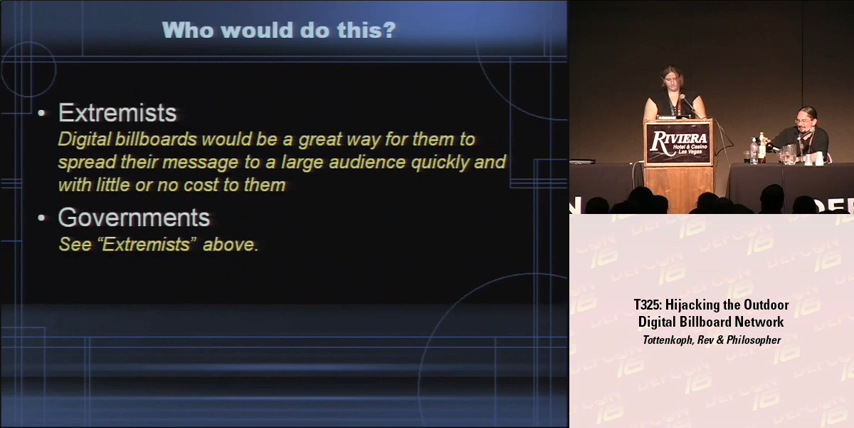 Who would do this?
• Extremists
Digital billboards would be a great way for them to
spread their message to a large audience quickly and
with little or no cost to them
• Governments
See “Extremists” above.
RIVIERA
Hotel & Casino
Las Vegas
T325: Hijacking the Outdoor
Digital Billboard Network
Tottenkoph, Rev & Philosopher
DEFCON
16